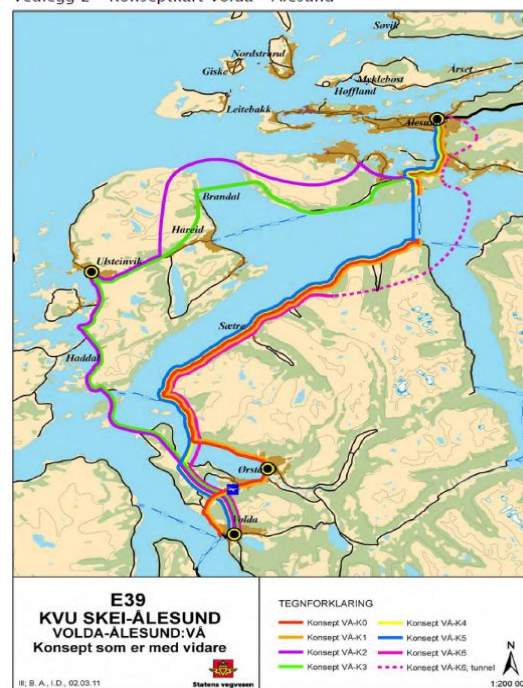 Vedlegg 2 – Konseptkart Volda – Ålesund
Sovik
Nordstrand
Giske
Årset
Myklebost
Hoffland
Leitebakk
Ålesund
Brandal
Hareid
Ulsteinvik
Sætre
Haddal
Ørsta
Volda
E39
KVU SKEI-ÅLESUND
VOLDA-ÅLESUND:VÅ
Konsept som er med vidare
Ill; B. A., I.D., 02.03.11
Statens vegvesen
TEGNFORKLARING
Konsept VÅ-K0
Konsept VÅ-K1
Konsept VÅ-K2
Konsept VÅ-K3
Konsept VÅ-K4
Konsept VÅ-K5
Konsept VÅ-K6
Konsept VÅ-K6, tunnel
N
1:200 00